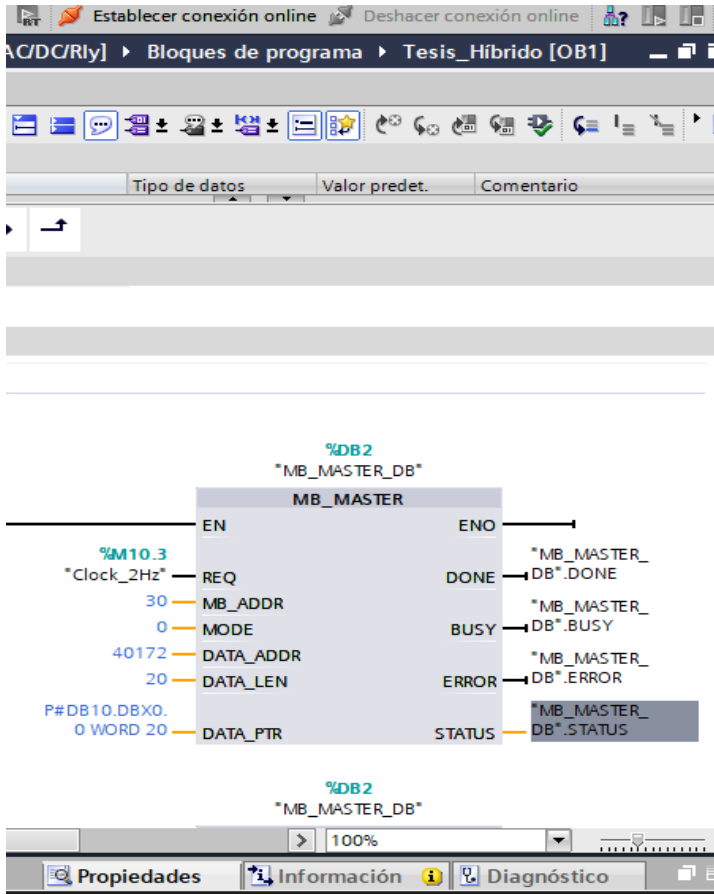 Establecer conexión online Deshacer conexión online
AC/DC/Rly] Bloques de programa Tesis_Híbrido [OB1]
Tipo de datos Valor predet. Comentario
%DB2
"MB_MASTER_DB"
MB_MASTER
EN ENO
%M10.3
"Clock_2Hz" REQ
"MB_MASTER_
DONE DB".DONE
30 MB_ADDR
"MB_MASTER_
0 MODE BUSY DB".BUSY
40172 DATA_ADDR
"MB_MASTER_
20 DATA_LEN ERROR DB".ERROR
P#DB10.DBX0.
"MB_MASTER_
0 WORD 20 DATA_PTR STATUS DB".STATUS
%DB2
"MB_MASTER_DB"
100%
Propiedades Información Diagnóstico